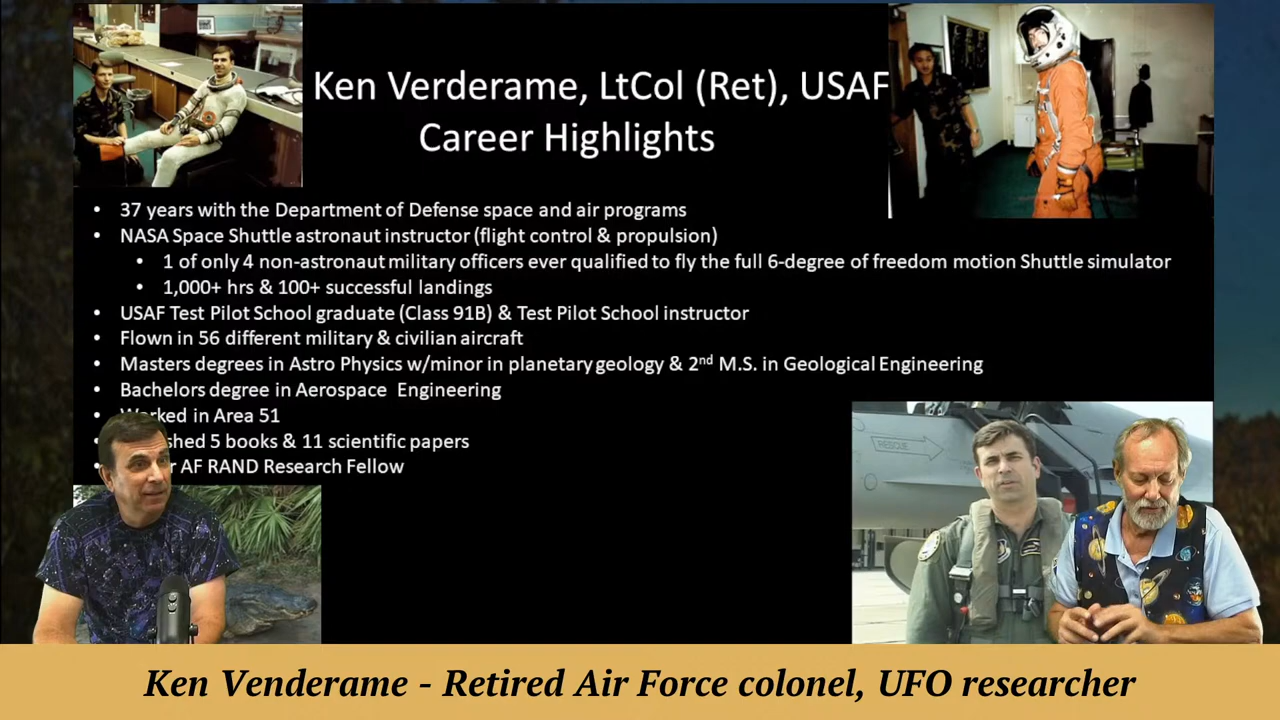 Ken Verderame, LtCol (Ret), USAF
Career Highlights
• 37 years with the Department of Defense space and air programs
• NASA Space Shuttle astronaut instructor (flight control & propulsion)
• 1 of only 4 non-astronaut military officers ever qualified to fly the full 6-degree of freedom motion Shuttle simulator
• 1,000+ hrs & 100+ successful landings
• USAF Test Pilot School graduate (Class 91B) & Test Pilot School instructor
• Flown in 56 different military & civilian aircraft
• Masters degrees in Astro Physics w/minor in planetary geology & 2nd M.S. in Geological Engineering
• Bachelors degree in Aerospace Engineering
• Worked in Area 51
5 books & 11 scientific papers
AF RAND Research Fellow
RESCUE
Ken Venderame - Retired Air Force colonel, UFO researcher